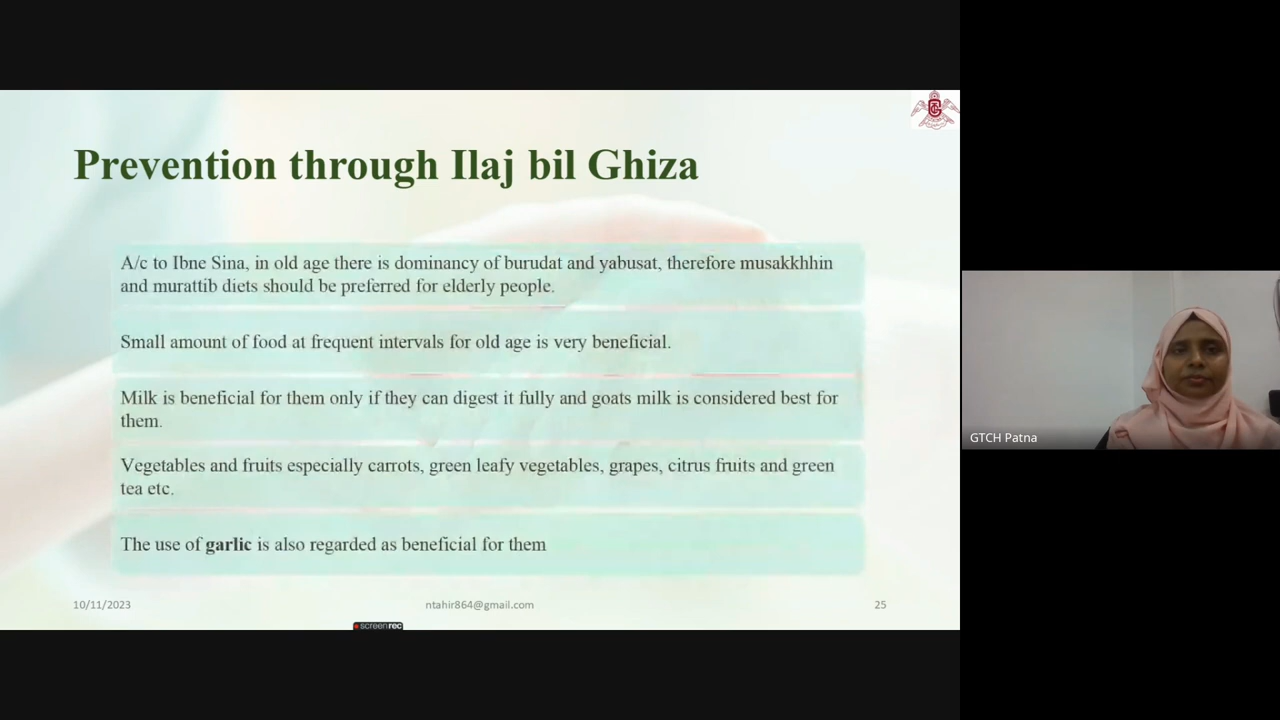 Prevention through Ilaj bil Ghiza
A/c to Ibne Sina, in old age there is dominancy of burudat and yabusat, therefore musakkhhin
and murattib diets should be preferred for elderly people.
Small amount of food at frequent intervals for old age is very beneficial.
Milk is beneficial for them only if they can digest it fully and goats milk is considered best for
them.
Vegetables and fruits especially carrots, green leafy vegetables, grapes, citrus fruits and green
tea etc.
The use of garlic is also regarded as beneficial for them
10/11/2023
ntahir864@gmail.com
25
screenrec
GTCH Patna